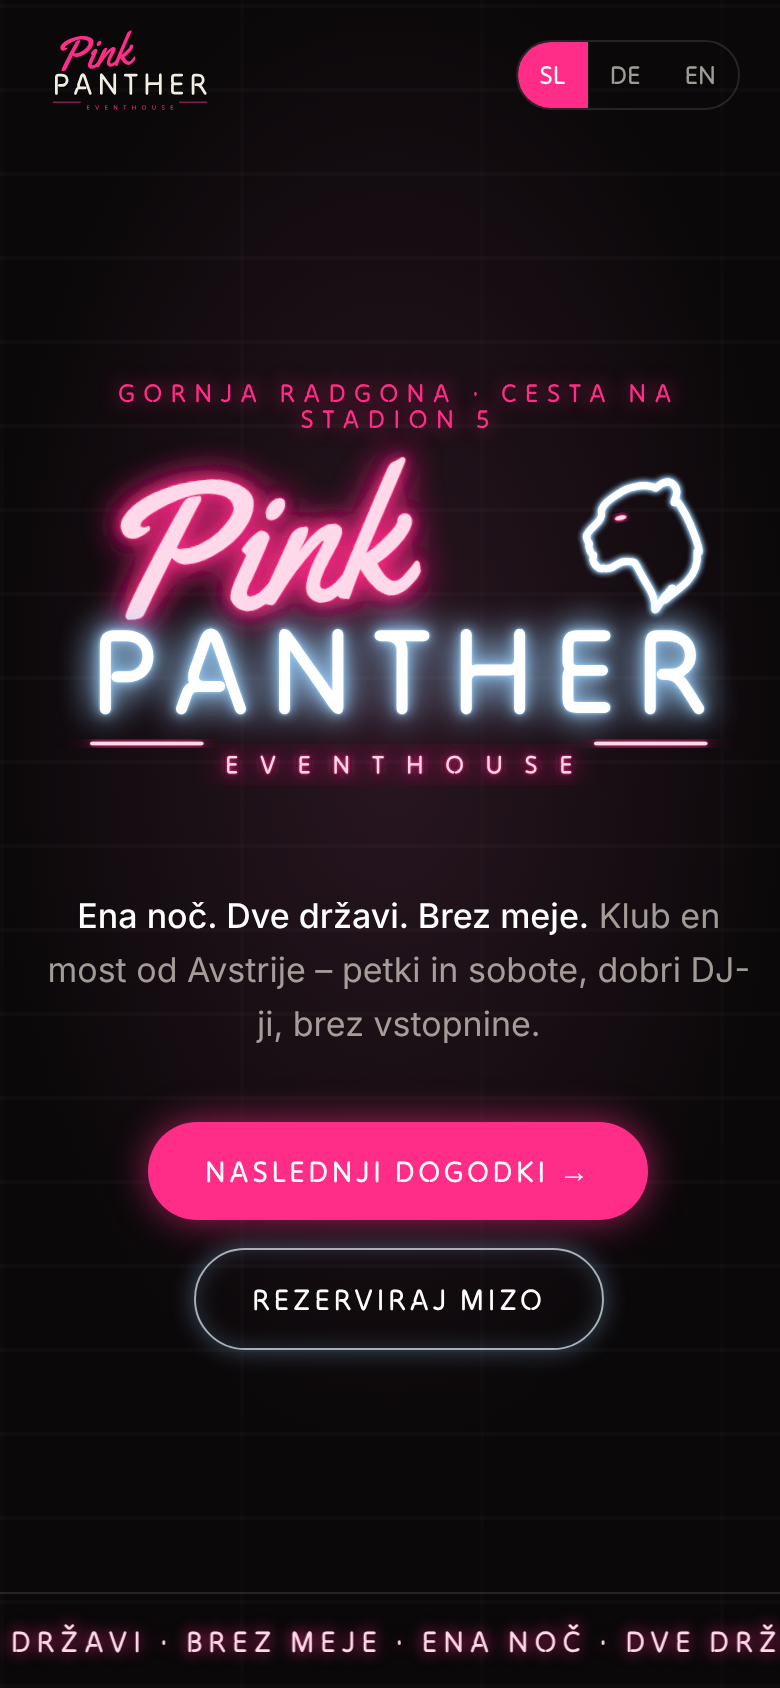 Pink
PANTHER
EVENTHOUSE
SL DE EN
GORNJA RADGONA · CESTA NA
STADION 5
Pink
PANTHER
EVENTHOUSE
Ena noč. Dve državi. Brez meje. Klub en
most od Avstrije – petki in sobote, dobri DJ-
ji, brez vstopnine.
NASLEDNJI DOGODKI →
REZERVIRAJ MIZO
DRŽAVI · BREZ MEJE · ENA NOČ · DVE DRŽ